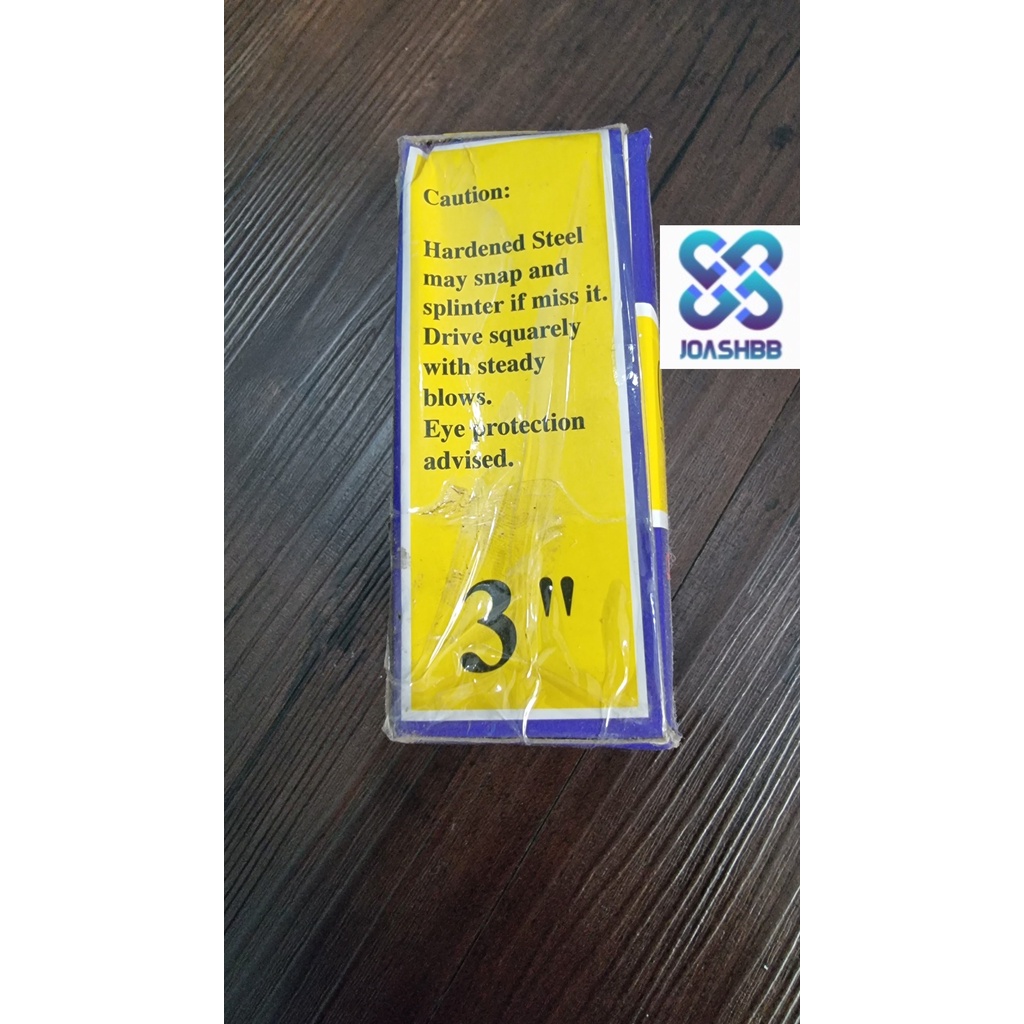 Caution:
Hardened Steel
may snap and
splinter if miss it.
Drive squarely
with steady
blows.
Eye protection
advised.
3"
JOASHBB